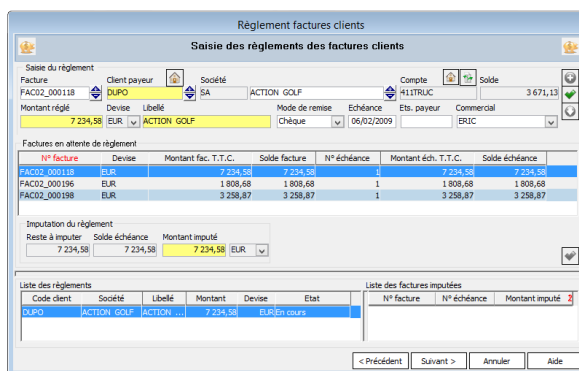 Règlement factures clients
Saisie des règlements des factures clients
Saisie du règlement
Facture Client payeur Société Compte Solde
FAC02_000118 DUPO SA ACTION GOLF 411TRUC 3 671,13
Montant réglé Devise Libellé Mode de remise Echéance Ets. payeur Commercial
7 234,58 EUR ACTION GOLF Chèque 06/02/2009 ERIC
Factures en attente de règlement
N° facture Devise Montant fac. T.T.C. Solde facture N° échéance Montant éch. T.T.C. Solde échéance
FAC02_000118 EUR 7 234,58 7 234,58 1 7 234,58 7 234,58
FAC02_000196 EUR 1 808,68 1 808,68 1 1 808,68 1 808,68
FAC02_000198 EUR 3 258,87 3 258,87 1 3 258,87 3 258,87
Imputation du règlement
Reste à imputer Solde échéance Montant imputé
7 234,58 7 234,58 7 234,58 EUR
Liste des règlements Liste des factures imputées
Code client Société Libellé Montant Devise Etat N° facture N° échéance Montant imputé 2
DUPO ACTION GOLF ACTION ... 7 234,58 EUR En cours
< Précédent Suivant > Annuler Aide